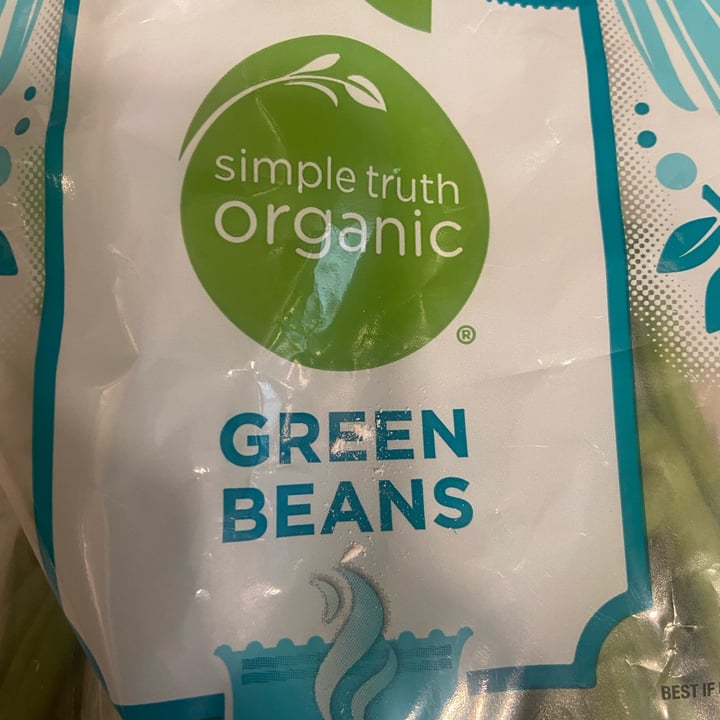 simple truth
organic
®
GREEN
BEANS
BEST IF